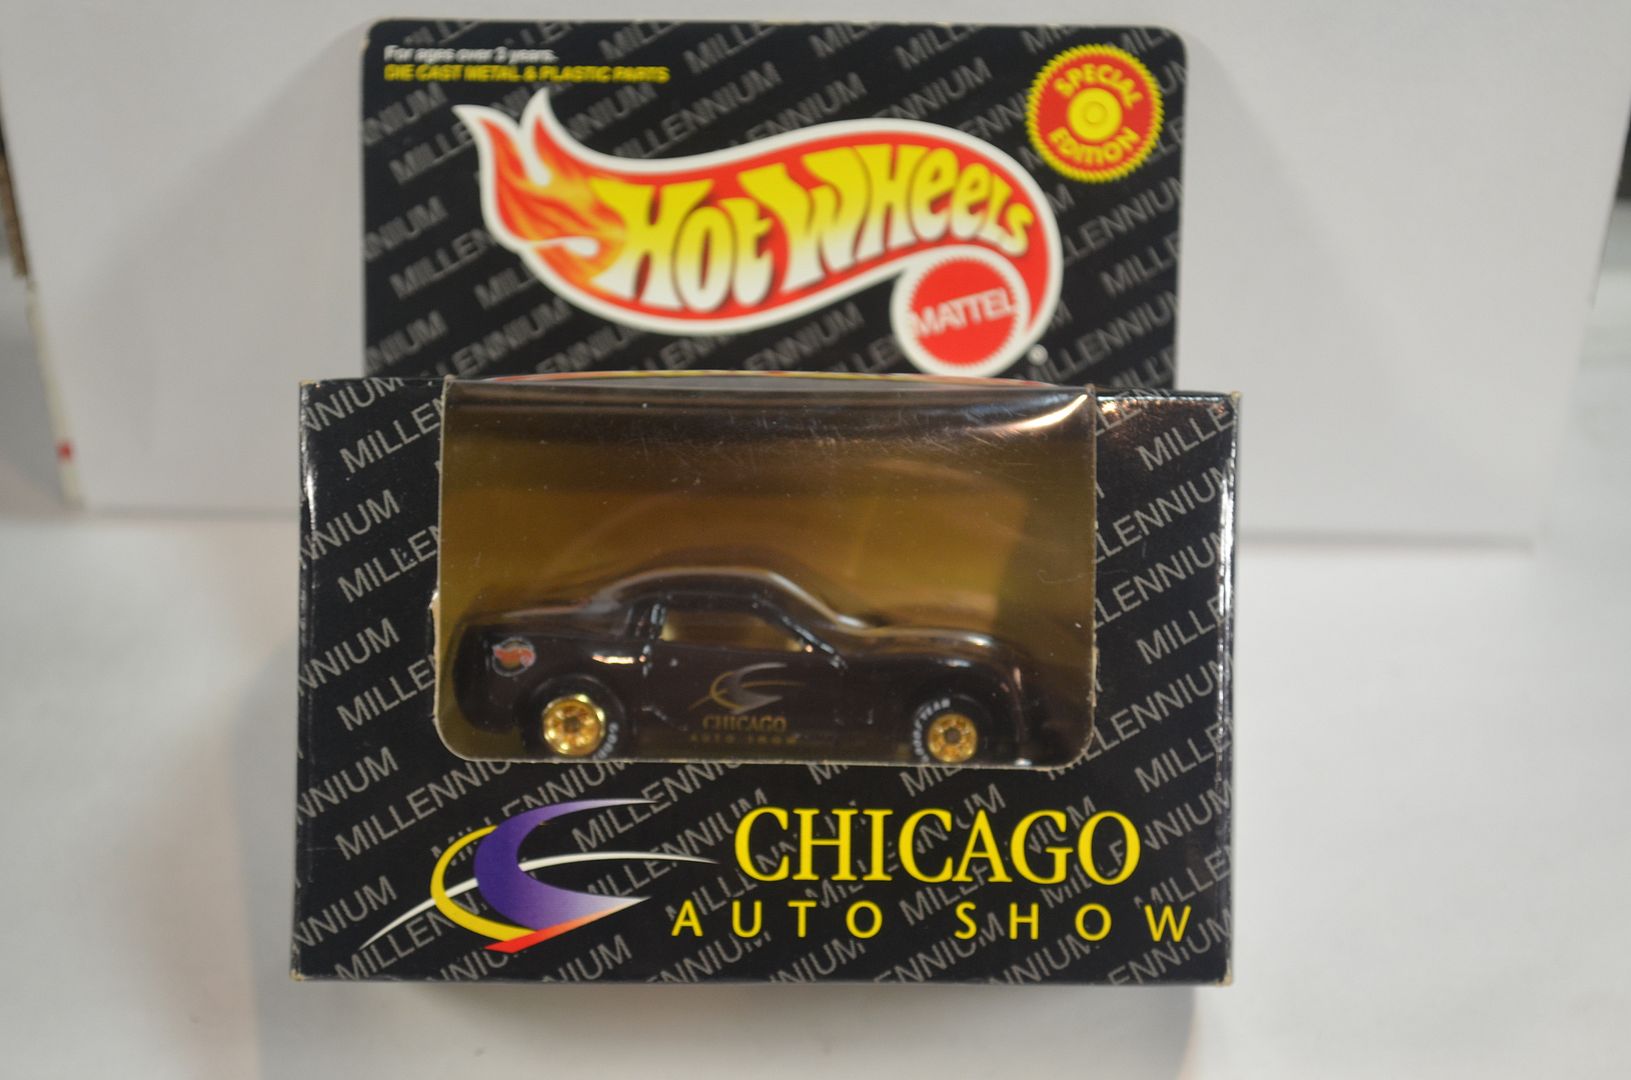 For ages over 3 years.
DIE CAST METAL & PLASTIC PARTS
SPECIAL
EDITION
HOT WHEELS
MATTEL
MILLENNIUM
CHICAGO
AUTO SHOW
GOODYEAR
CHICAGO
AUTO SHOW